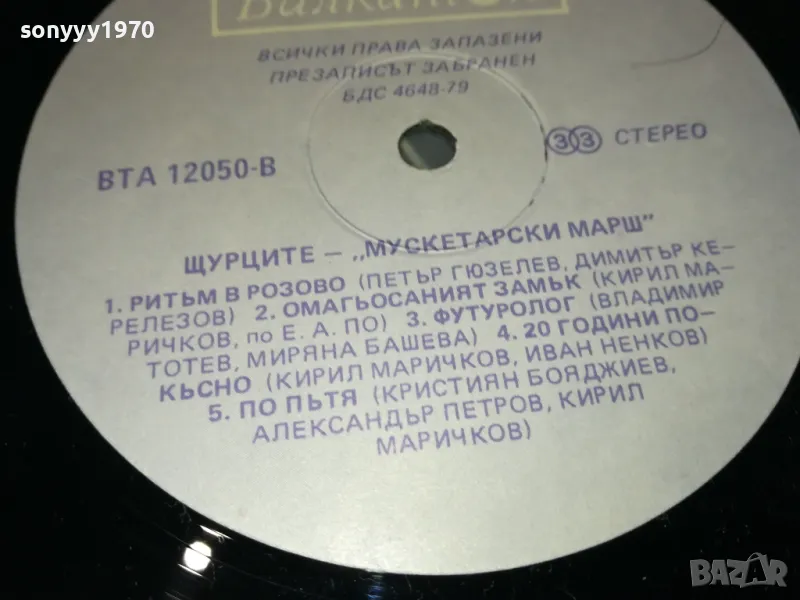 sonyyy1970
Балкантон
ВСИЧКИ ПРАВА ЗАПАЗЕНИ
ПРЕЗАПИСЪТ ЗАБРАНЕН
БДС 4648-79
ВТА 12050-В
33 СТЕРЕО
ЩУРЦИТЕ – „МУСКЕТАРСКИ МАРШ"
1. РИТЪМ В РОЗОВО (ПЕТЪР ГЮЗЕЛЕВ, ДИМИТЪР КЕ-
РЕЛЕЗОВ) 2. ОМАГЬОСАНИЯТ ЗАМЪК (КИРИЛ МА-
РИЧКОВ, по Е. А. ПО) 3. ФУТУРОЛОГ (ВЛАДИМИР
ТОТЕВ, МИРЯНА БАШЕВА) 4. 20 ГОДИНИ ПО-
КЪСНО (КИРИЛ МАРИЧКОВ, ИВАН НЕНКОВ)
5. ПО ПЪТЯ (КРИСТИЯН БОЯДЖИЕВ,
АЛЕКСАНДЪР ПЕТРОВ, КИРИЛ
МАРИЧКОВ)
BAZAR